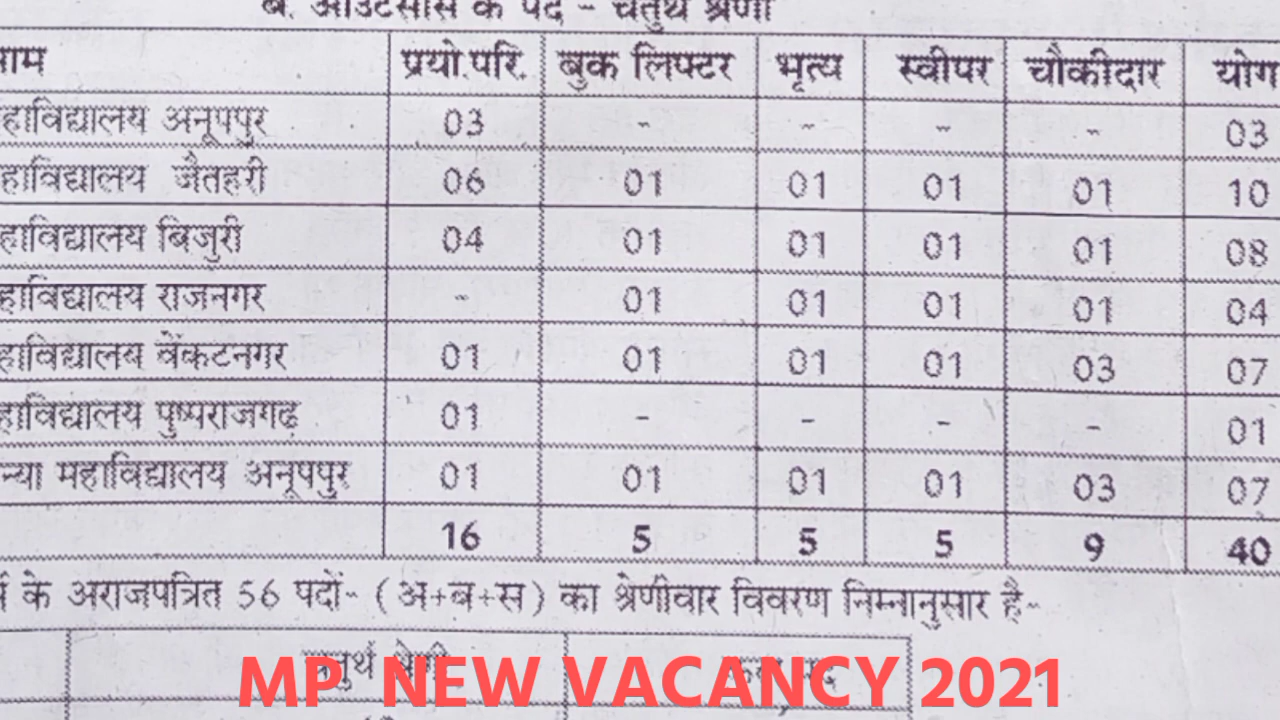 ब. आउटसोर्स के पद - चतुर्थ श्रेणी
नाम प्रयो.परि. बुक लिफ्टर भृत्य स्वीपर चौकीदार योग
हाविद्यालय अनूपपुर 03 - - - - 03
हाविद्यालय जैतहरी 06 01 01 01 01 10
हाविद्यालय बिजुरी 04 01 01 01 01 08
हाविद्यालय राजनगर - 01 01 01 01 04
हाविद्यालय वेंकटनगर 01 01 01 01 03 07
हाविद्यालय पुष्पराजगढ़ 01 - - - - 01
न्या महाविद्यालय अनूपपुर 01 01 01 01 03 07
16 5 5 5 9 40
के अराजपत्रित 56 पदों- (अ+ब+स) का श्रेणीवार विवरण निम्नानुसार है-
चतुर्थ श्रेणी
MP NEW VACANCY 2021